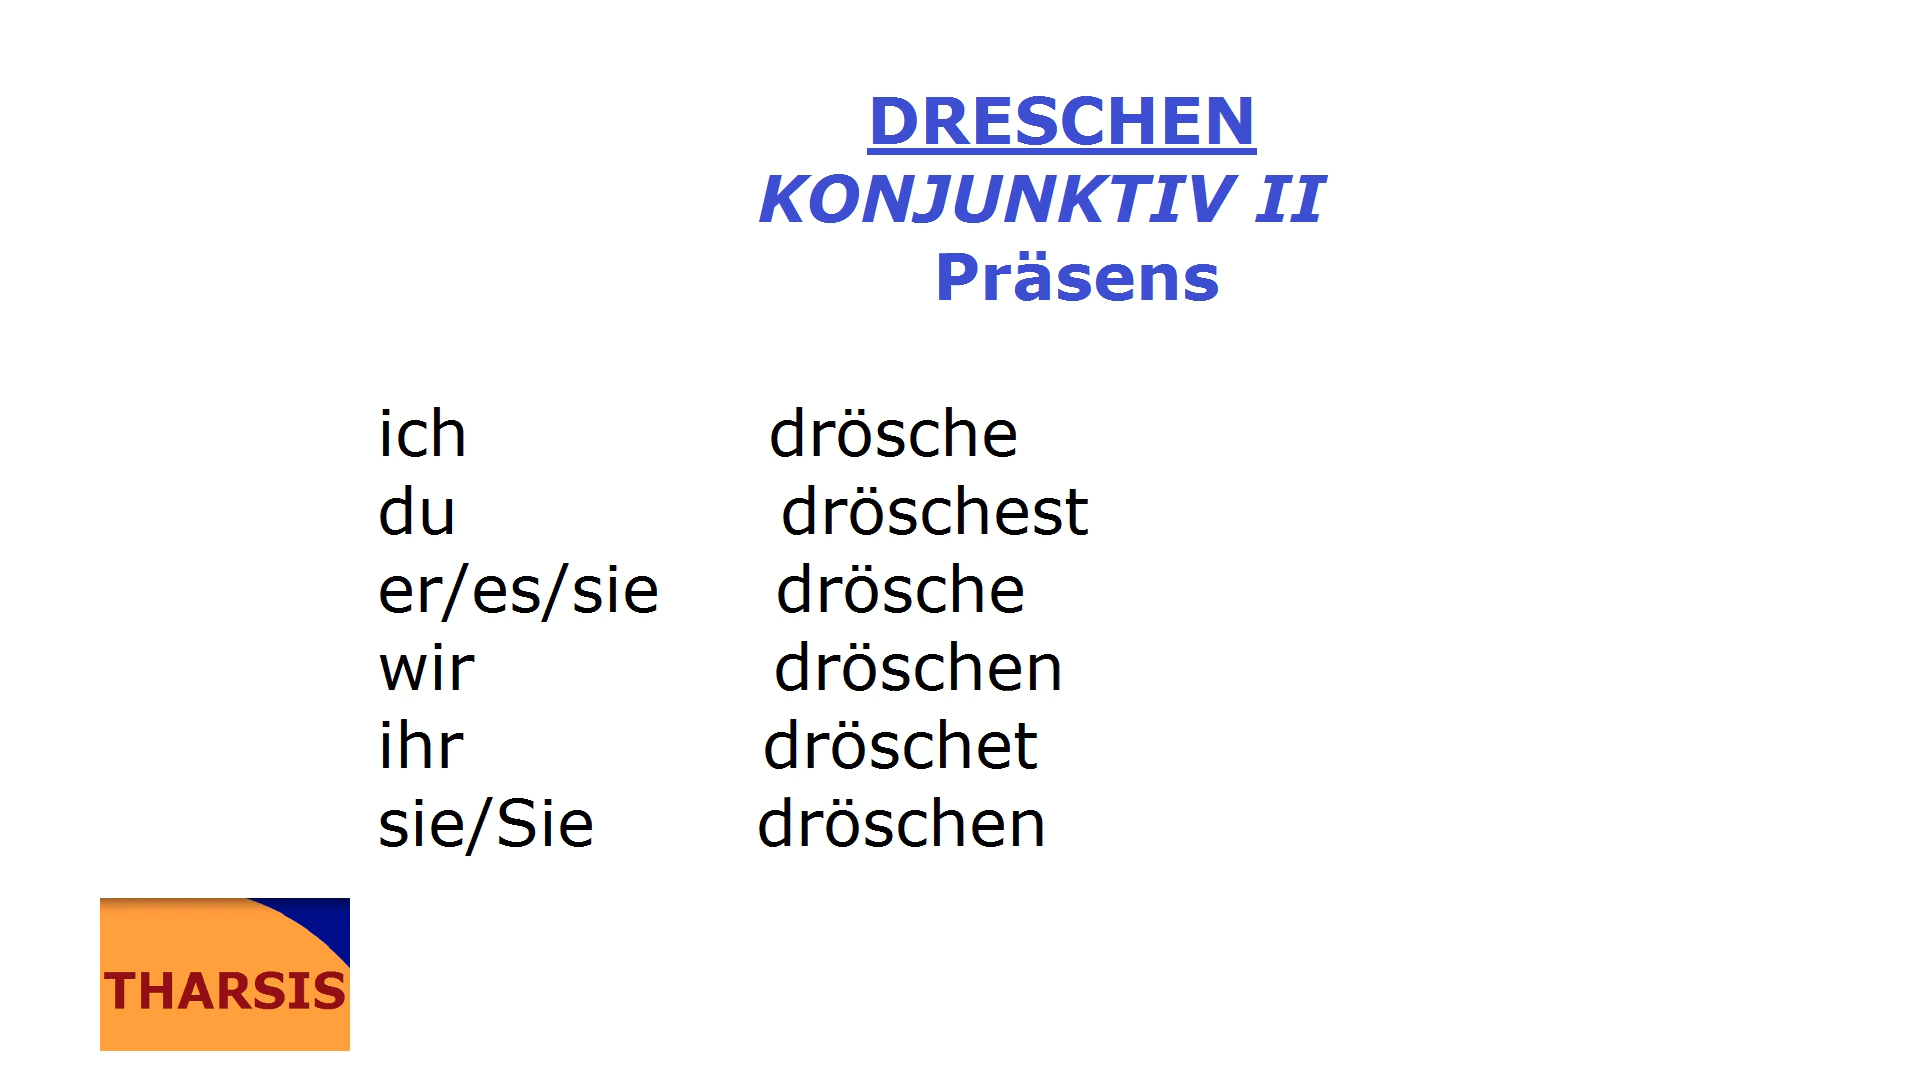 DRESCHEN
KONJUNKTIV II
Präsens
ich drösche
du dröschest
er/es/sie drösche
wir dröschen
ihr dröschet
sie/Sie dröschen
THARSIS